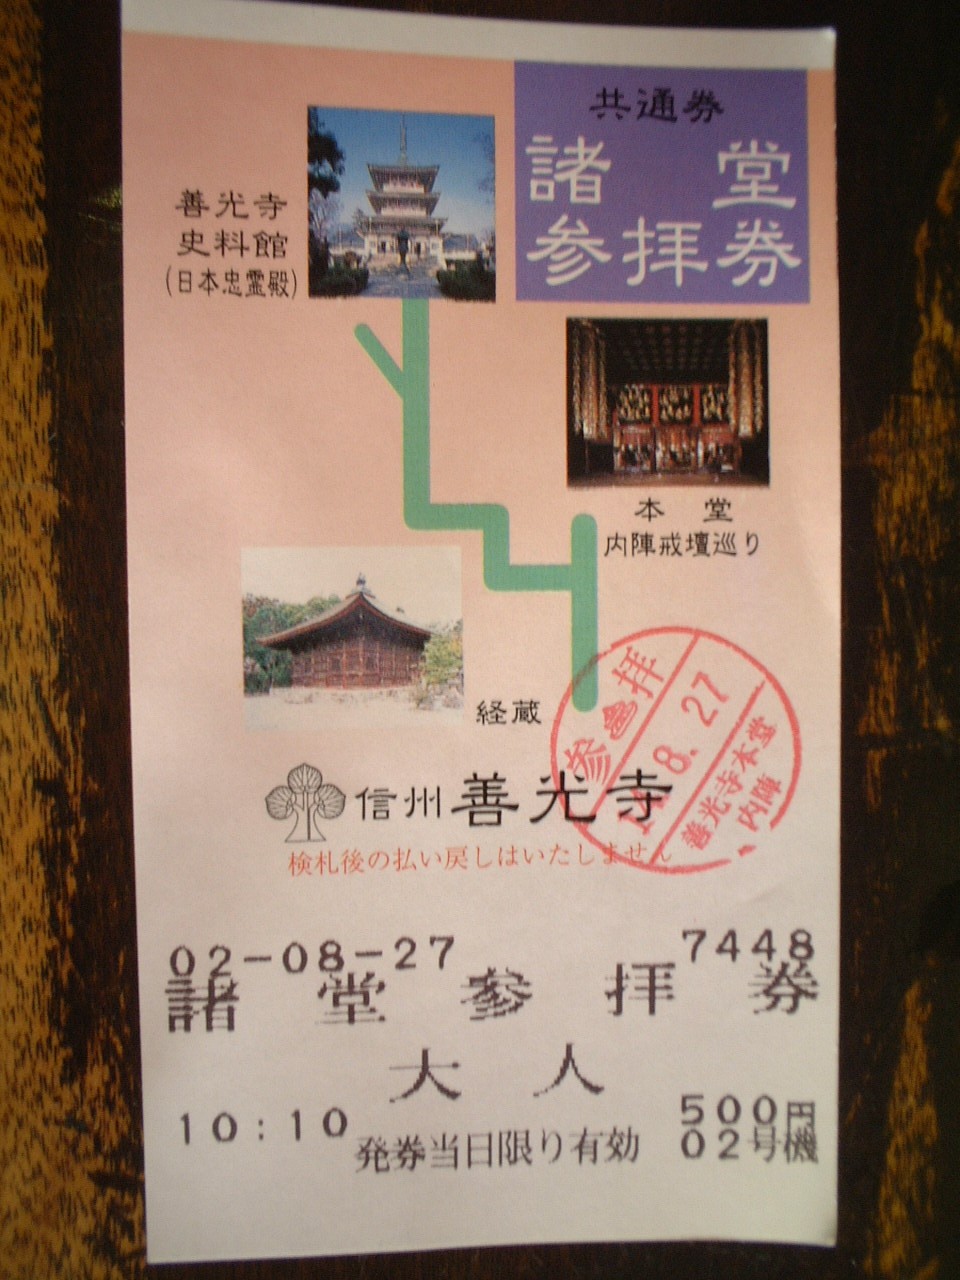 共通券
諸堂
参拝券
善光寺
史料館
(日本忠霊殿)
本堂
内陣戒壇巡り
経蔵
参拝
14.8.27
善光寺本堂
内陣
信州 善光寺
検札後の払い戻しはいたしません
02-08-27 7448
諸堂参拝券
大人
10:10 500円
発券当日限り有効 02号機